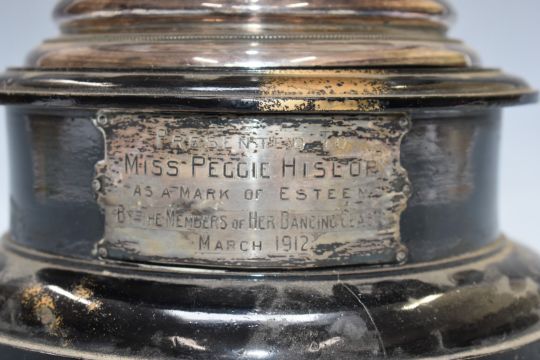 PRESENTED TO
MISS PEGGIE HISLOP
AS A MARK OF ESTEEM
BY THE MEMBERS OF HER DANCING CLASS
MARCH 1912